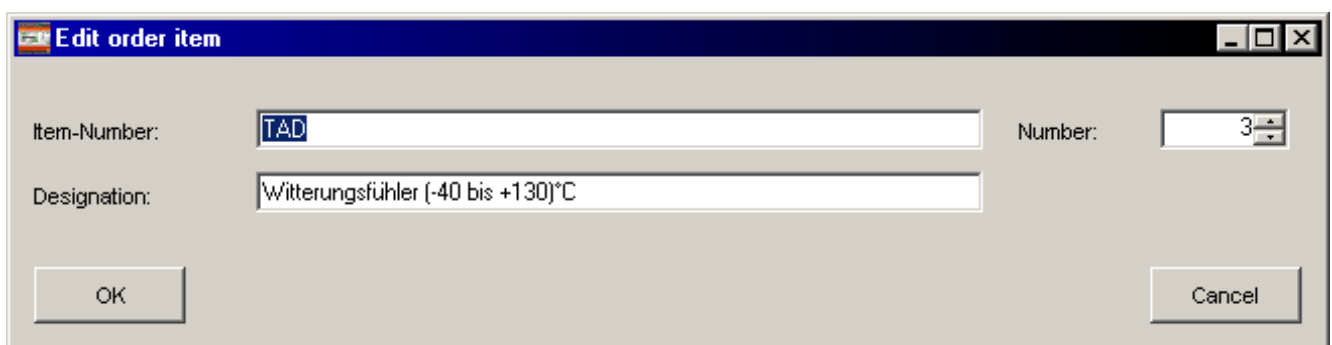 Edit order item
Item-Number: TAD Number: 3
Designation: Witterungsfühler (-40 bis +130)°C
OK Cancel